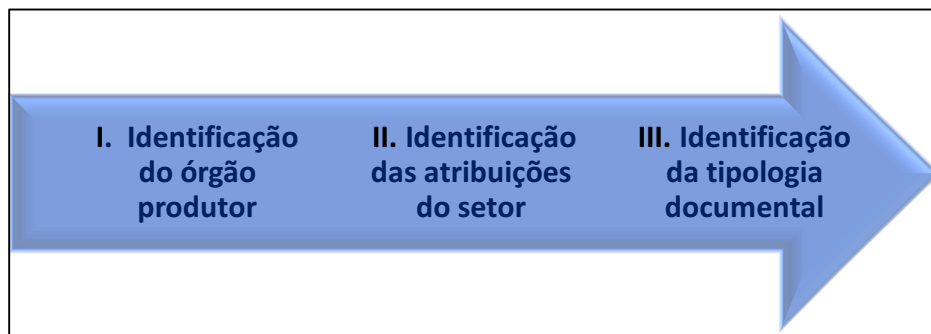 I. Identificação
do órgão
produtor
II. Identificação
das atribuições
do setor
III. Identificação
da tipologia
documental